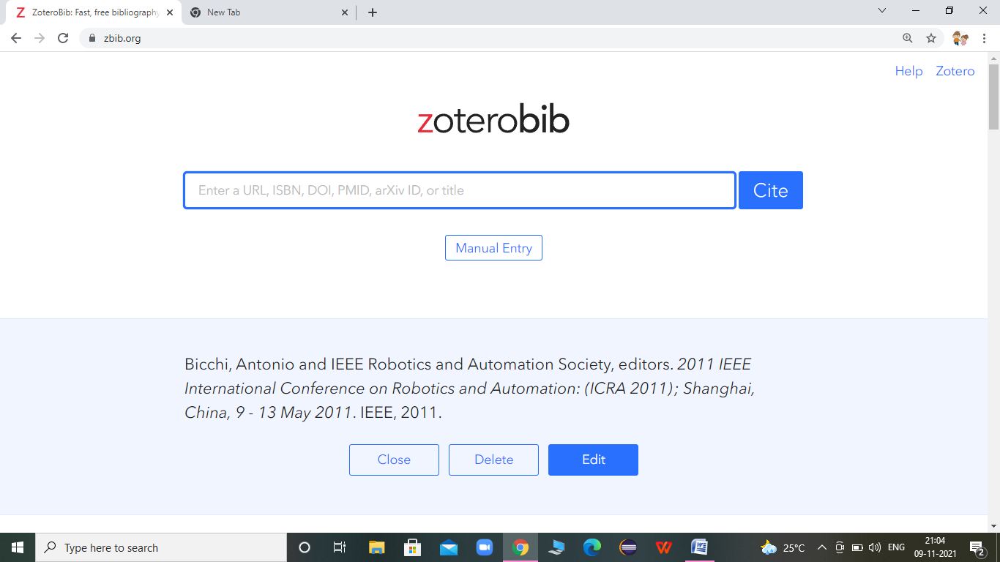 ZoteroBib: Fast, free bibliography
New Tab
zbib.org
Help Zotero
zoterobib
Enter a URL, ISBN, DOI, PMID, arXiv ID, or title
Cite
Manual Entry
Bicchi, Antonio and IEEE Robotics and Automation Society, editors. 2011 IEEE
International Conference on Robotics and Automation: (ICRA 2011); Shanghai,
China, 9 - 13 May 2011. IEEE, 2011.
Close Delete Edit
Type here to search
25°C
ENG
21:04
09-11-2021
2